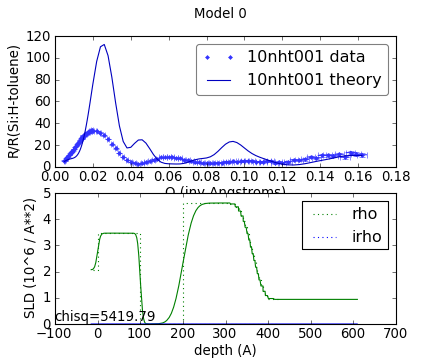 Model 0
120
100
80
60
40
20
0
R/R(Si:H-toluene)
10nht001 data
10nht001 theory
0.00 0.02 0.04 0.06 0.08 0.10 0.12 0.14 0.16 0.18
Q (inv Angstroms)
5
4
3
2
1
0
SLD (10^6 / A**2)
rho
irho
chisq=5419.79
−100 0 100 200 300 400 500 600 700
depth (A)